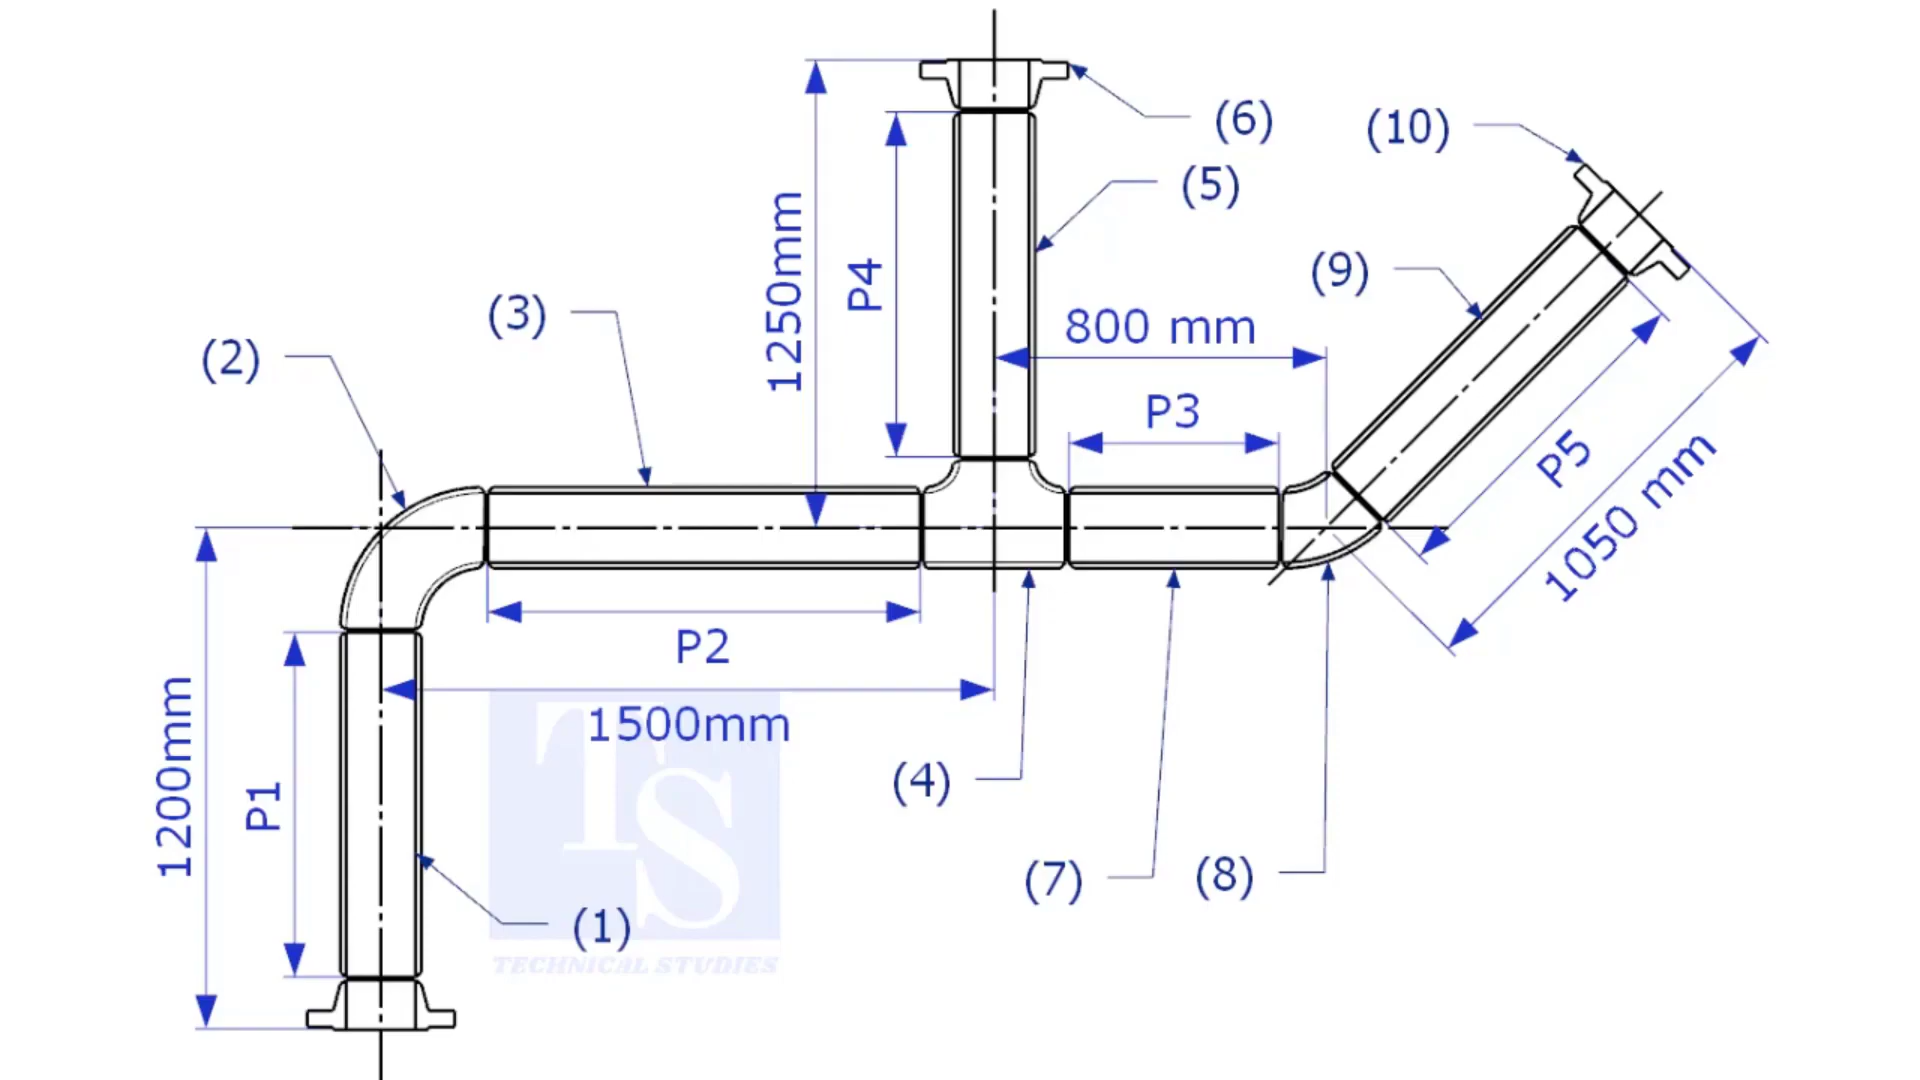 (6)
(10)
(5)
1250mm
P4
(9)
(3)
800 mm
(2)
P3
P5
1050 mm
P2
1500mm
1200mm
P1
(4)
(7)
(8)
(1)
TS
TECHNICAL STUDIES